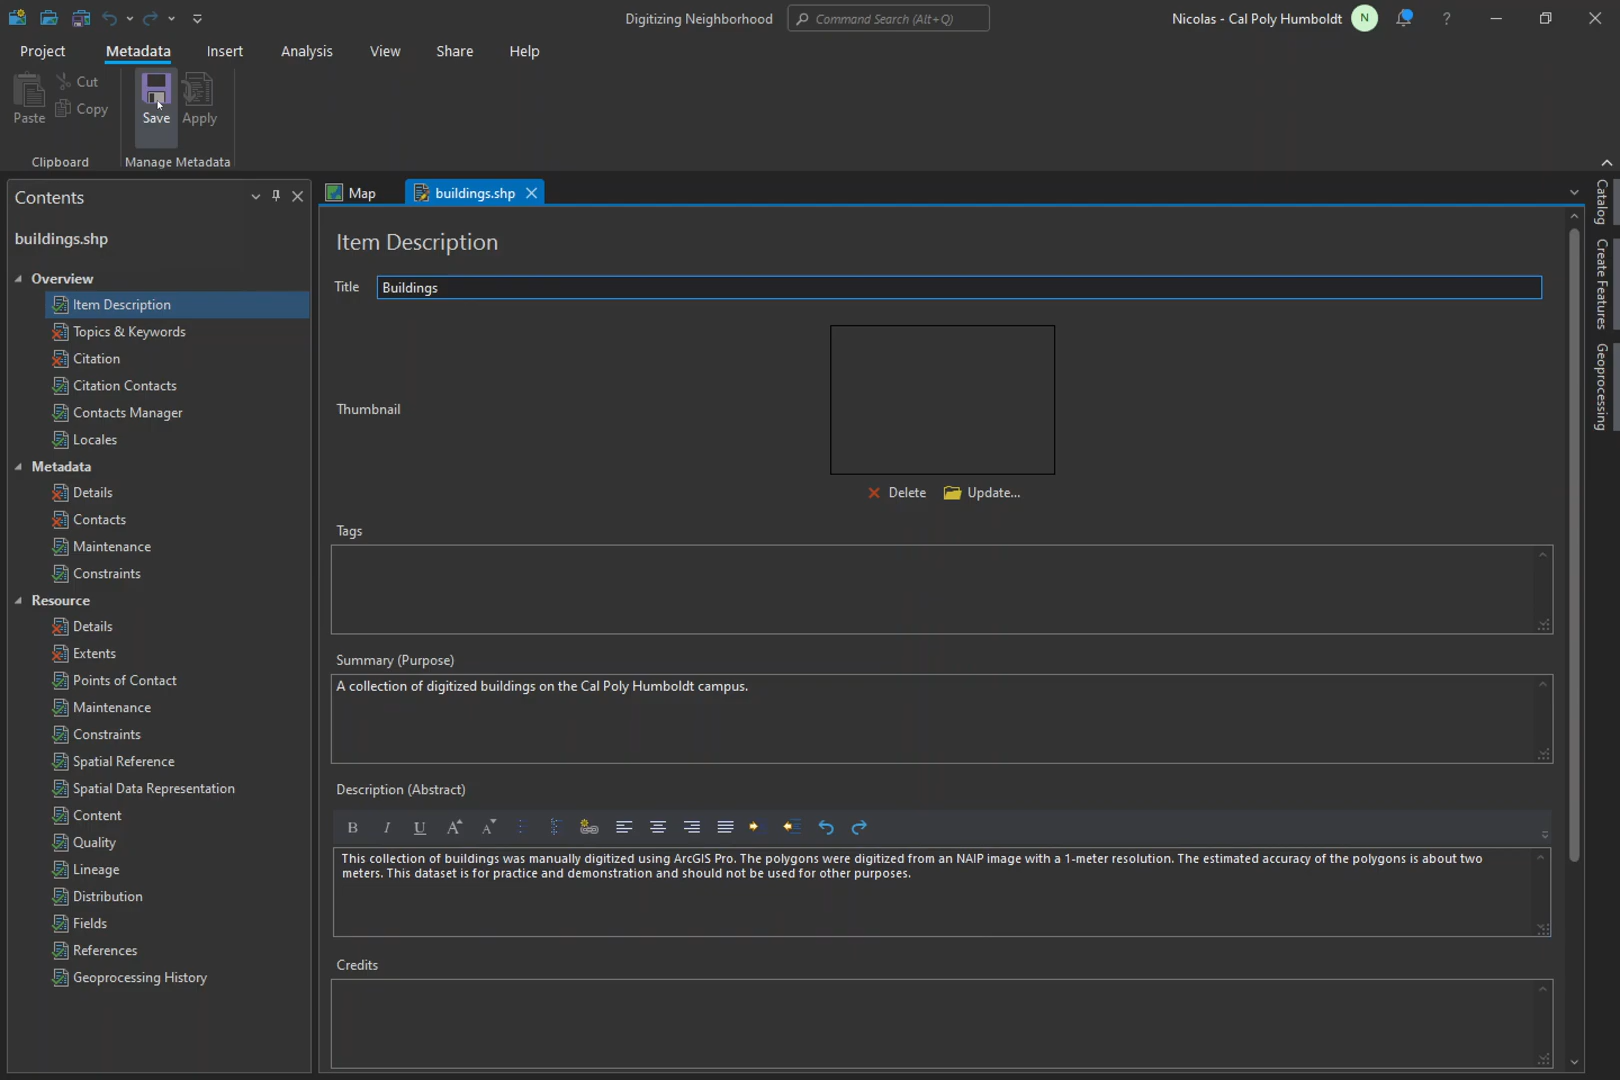 Digitizing Neighborhood
Command Search (Alt+Q)
Nicolas - Cal Poly Humboldt
N
?
Project
Metadata
Insert
Analysis
View
Share
Help
Paste
Cut
Copy
Save
Apply
Clipboard
Manage Metadata
Contents
buildings.shp
Overview
Item Description
Topics & Keywords
Citation
Citation Contacts
Contacts Manager
Locales
Metadata
Details
Contacts
Maintenance
Constraints
Resource
Details
Extents
Points of Contact
Maintenance
Constraints
Spatial Reference
Spatial Data Representation
Content
Quality
Lineage
Distribution
Fields
References
Geoprocessing History
Map
buildings.shp
Item Description
Title
Buildings
Thumbnail
Delete
Update...
Tags
Summary (Purpose)
A collection of digitized buildings on the Cal Poly Humboldt campus.
Description (Abstract)
B I U A A
This collection of buildings was manually digitized using ArcGIS Pro. The polygons were digitized from an NAIP image with a 1-meter resolution. The estimated accuracy of the polygons is about two
meters. This dataset is for practice and demonstration and should not be used for other purposes.
Credits
Catalog
Create Features
Geoprocessing